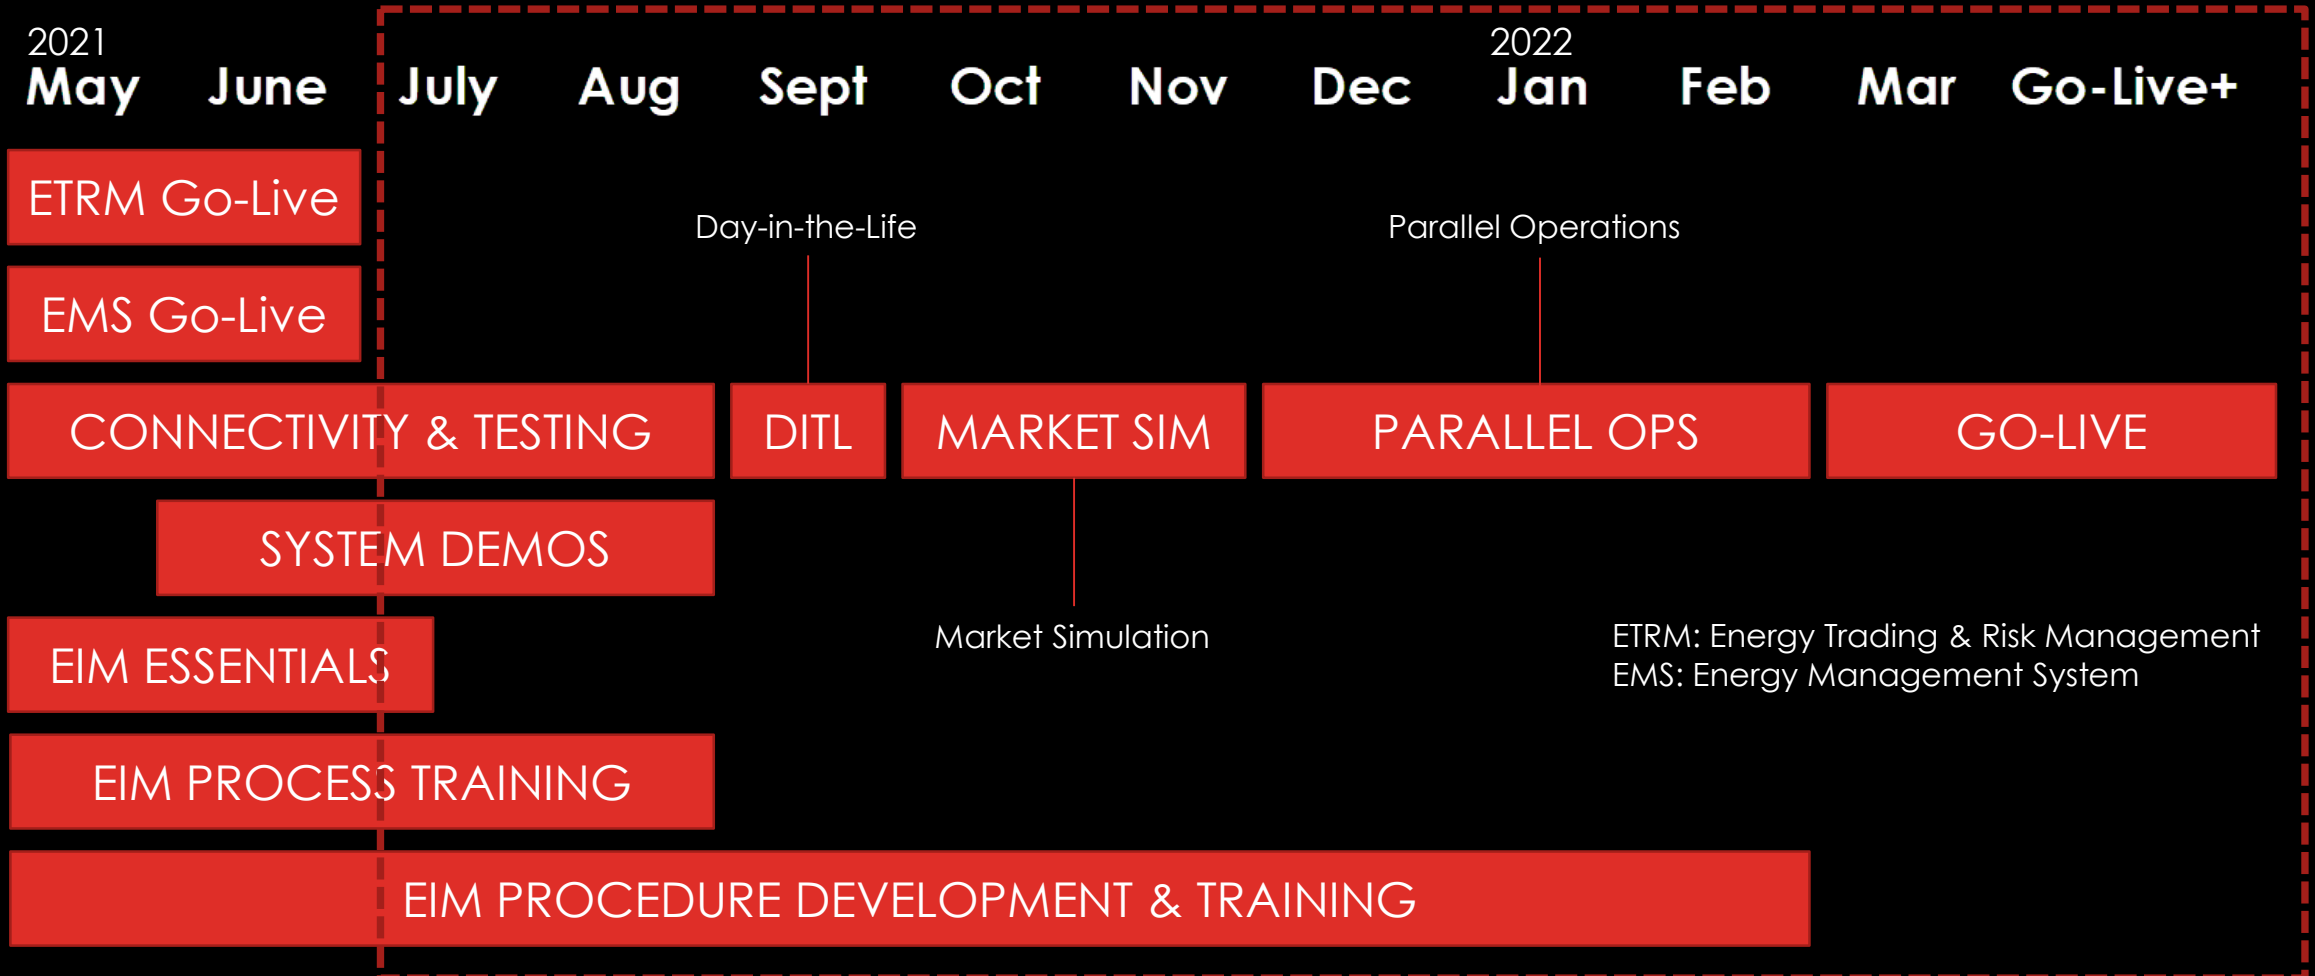 2021
2022
May June July Aug Sept Oct Nov Dec Jan Feb Mar Go-Live+
ETRM Go-Live
Day-in-the-Life
Parallel Operations
EMS Go-Live
CONNECTIVITY & TESTING
DITL
MARKET SIM
PARALLEL OPS
GO-LIVE
SYSTEM DEMOS
Market Simulation
ETRM: Energy Trading & Risk Management
EMS: Energy Management System
EIM ESSENTIALS
EIM PROCESS TRAINING
EIM PROCEDURE DEVELOPMENT & TRAINING